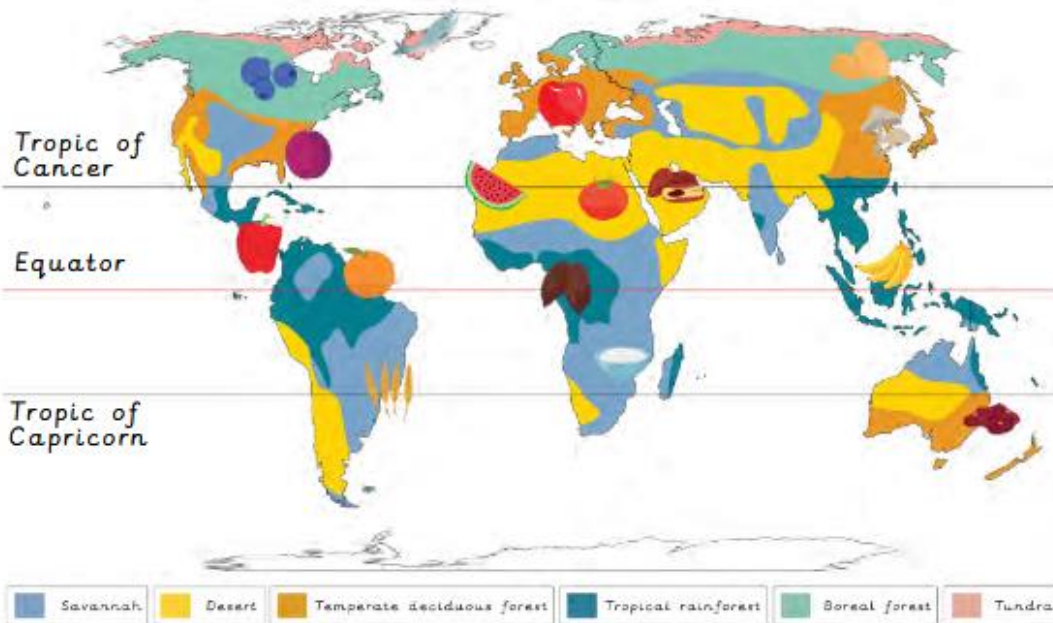 Tropic of
Cancer
Equator
Tropic of
Capricorn
Savannah
Desert
Temperate deciduous forest
Tropical rainforest
Boreal forest
Tundra